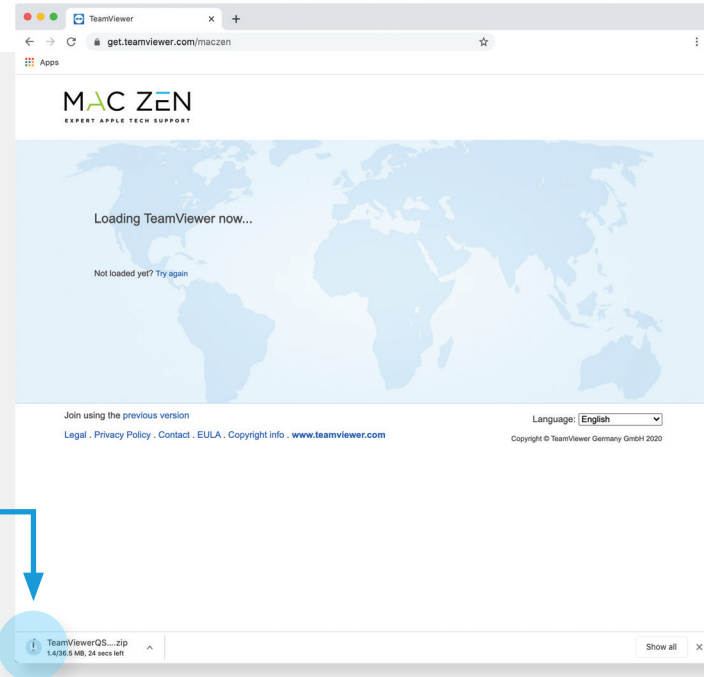 TeamViewer
get.teamviewer.com/maczen
Apps
MAC ZEN
EXPERT APPLE TECH SUPPORT
Loading TeamViewer now...
Not loaded yet? Try again
Join using the previous version
Language: English
Legal . Privacy Policy . Contact . EULA . Copyright info . www.teamviewer.com
Copyright © TeamViewer Germany GmbH 2020
TeamViewerQS....zip
1.4/36.5 MB, 24 secs left
Show all